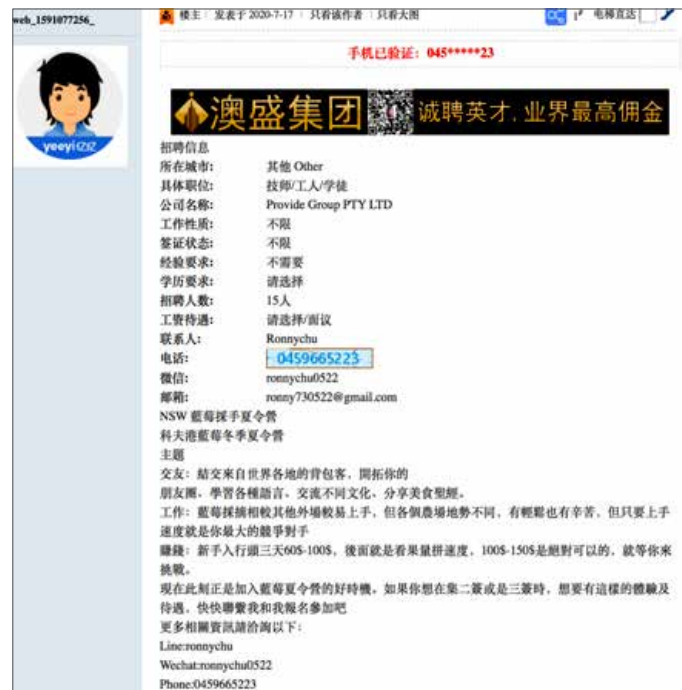 web_1591077256_
楼主 发表于 2020-7-17 只看该作者 只看大图 1# 电梯直达
手机已验证：045*****23
yeeyi亿忆
澳盛集团 诚聘英才，业界最高佣金
招聘信息
所在城市: 其他 Other
具体职位: 技师/工人/学徒
公司名称: Provide Group PTY LTD
工作性质: 不限
签证状态: 不限
经验要求: 不需要
学历要求: 请选择
招聘人数: 15人
工资待遇: 请选择/面议
联系人: Ronnychu
电话: 0459665223
微信: ronnychu0522
邮箱: ronny730522@gmail.com
NSW 藍莓採手夏令營
科夫港藍莓冬季夏令營
主題
交友：結交來自世界各地的背包客，開拓你的
朋友圈，學習各種語言，交流不同文化，分享美食聖經。
工作：藍莓採摘相較其他外場較易上手，但各個農場地勢不同，有輕鬆也有辛苦，但只要上手
速度就是你最大的競爭對手
賺錢：新手入行頭三天60$-100$，後面就是看果量拼速度，100$-150$是絕對可以的，就等你來
挑戰。
現在此刻正是加入藍莓夏令營的好時機。如果你想在集二簽或是三簽時，想要有這樣的體驗及
待遇，快快聯繫我和我報名參加吧
更多相關資訊請洽詢以下：
Line:ronnychu
Wechat:ronnychu0522
Phone:0459665223